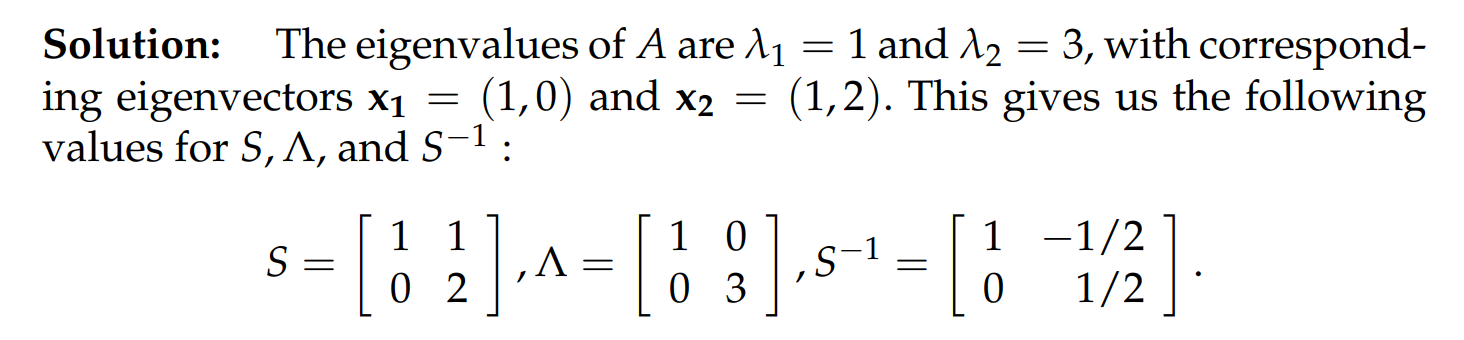 Solution: The eigenvalues of A are λ₁ = 1 and λ₂ = 3, with correspond-
ing eigenvectors x₁ = (1,0) and x₂ = (1,2). This gives us the following
values for S, Λ, and S⁻¹ :
S = [ 1 1 ; 0 2 ], Λ = [ 1 0 ; 0 3 ], S⁻¹ = [ 1 −1/2 ; 0 1/2 ].